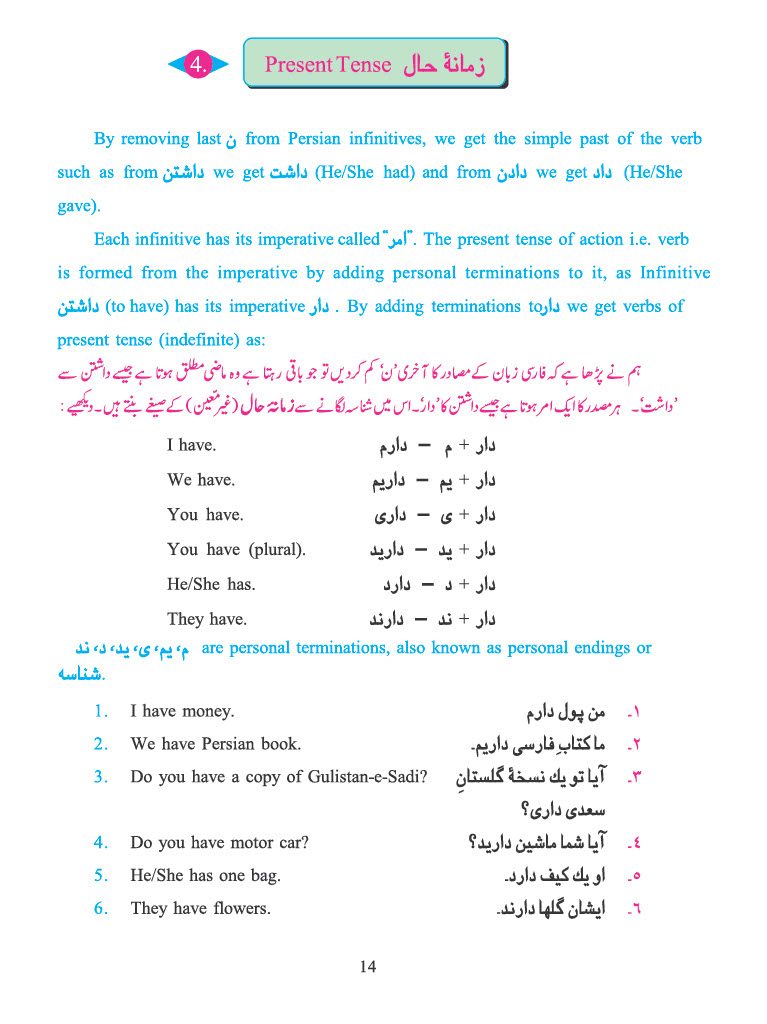 4. Present Tense زمانۂ حال
By removing last ن from Persian infinitives, we get the simple past of the verb
such as from داشتن we get داشت (He/She had) and from دادن we get داد (He/She
gave).
Each infinitive has its imperative called "امر". The present tense of action i.e. verb
is formed from the imperative by adding personal terminations to it, as Infinitive
داشتن (to have) has its imperative دار . By adding terminations to دار we get verbs of
present tense (indefinite) as:
ہم نے پڑھا ہے کہ فارسی زبان کے مصادر کا آخری ’ن‘ کم کردیں تو جو باقی رہتا ہے وہ ماضی مطلق ہوتا ہے جیسے داشتن سے
’داشت‘۔ ہر مصدر کا ایک امر ہوتا ہے جیسے داشتن کا ’دار‘۔ اس میں شناسہ لگانے سے زمانۂ حال (غیر معّین) کے صیغے بنتے ہیں۔ دیکھیے :
I have. دار + م – دارم
We have. دار + یم – داریم
You have. دار + ی – داری
You have (plural). دار + ید – دارید
He/She has. دار + د – دارد
They have. دار + ند – دارند
م، یم، ی، ید، د، ند are personal terminations, also known as personal endings or
شناسه.
1. I have money. ۱۔ من پول دارم
2. We have Persian book. ۲۔ ما کتابِ فارسی داریم۔
3. Do you have a copy of Gulistan-e-Sadi? ۳۔ آیا تو یك نسخۀ گلستانِ
سعدی داری؟
4. Do you have motor car? ٤۔ آیا شما ماشین دارید؟
5. He/She has one bag. ٥۔ او یك کیف دارد۔
6. They have flowers. ٦۔ ایشان گلها دارند۔
14